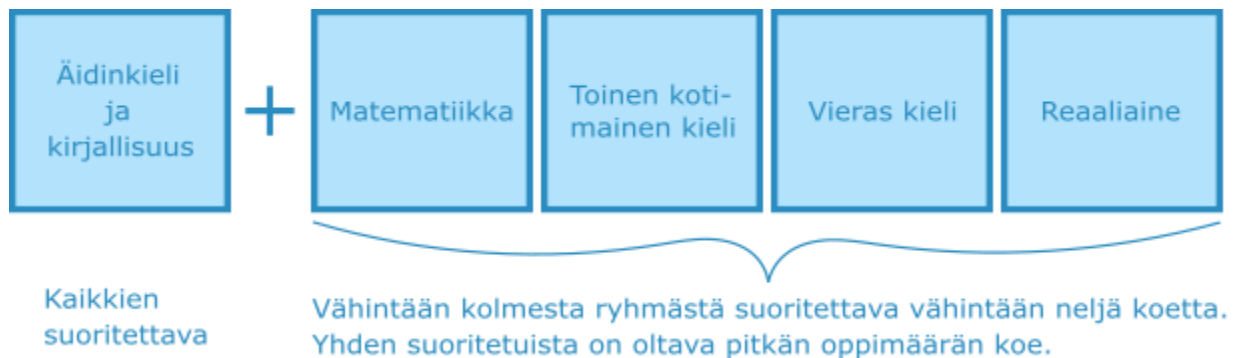 Äidinkieli
ja
kirjallisuus
+
Matematiikka
Toinen koti-
mainen kieli
Vieras kieli
Reaaliaine
Kaikkien
suoritettava
Vähintään kolmesta ryhmästä suoritettava vähintään neljä koetta.
Yhden suoritetuista on oltava pitkän oppimäärän koe.